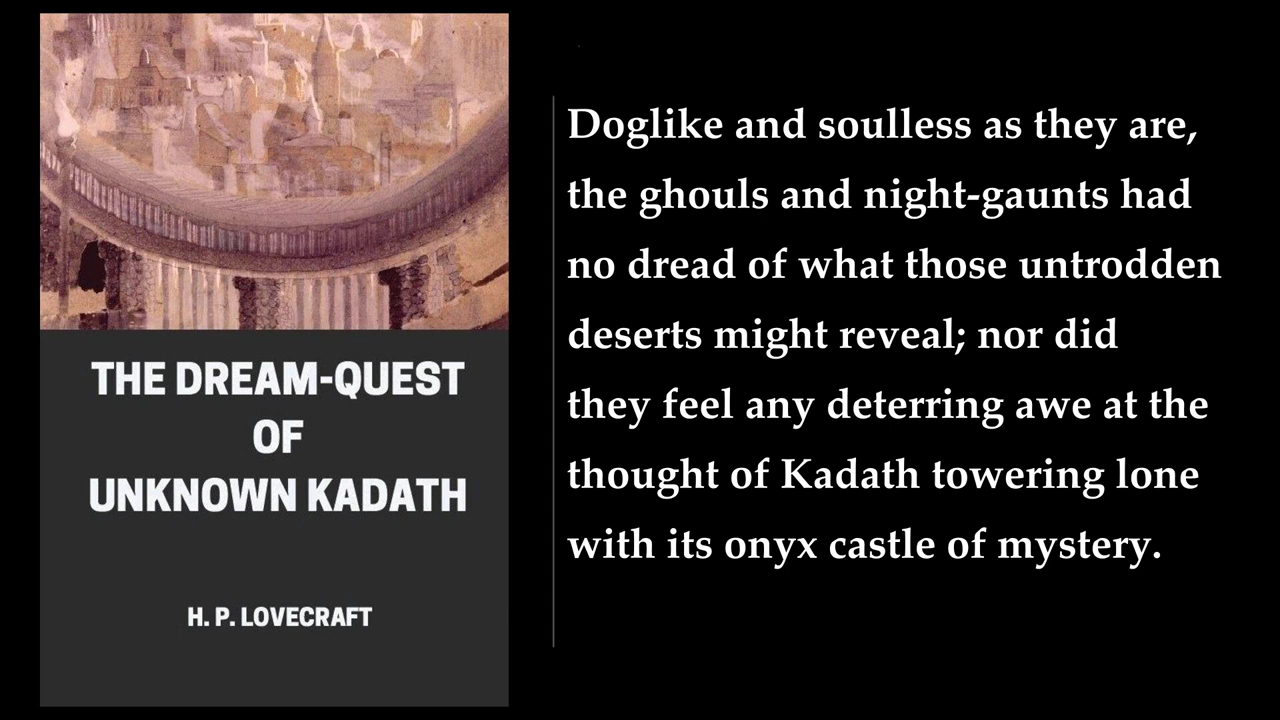 THE DREAM-QUEST
OF
UNKNOWN KADATH
H. P. LOVECRAFT
Doglike and soulless as they are,
the ghouls and night-gaunts had
no dread of what those untrodden
deserts might reveal; nor did
they feel any deterring awe at the
thought of Kadath towering lone
with its onyx castle of mystery.